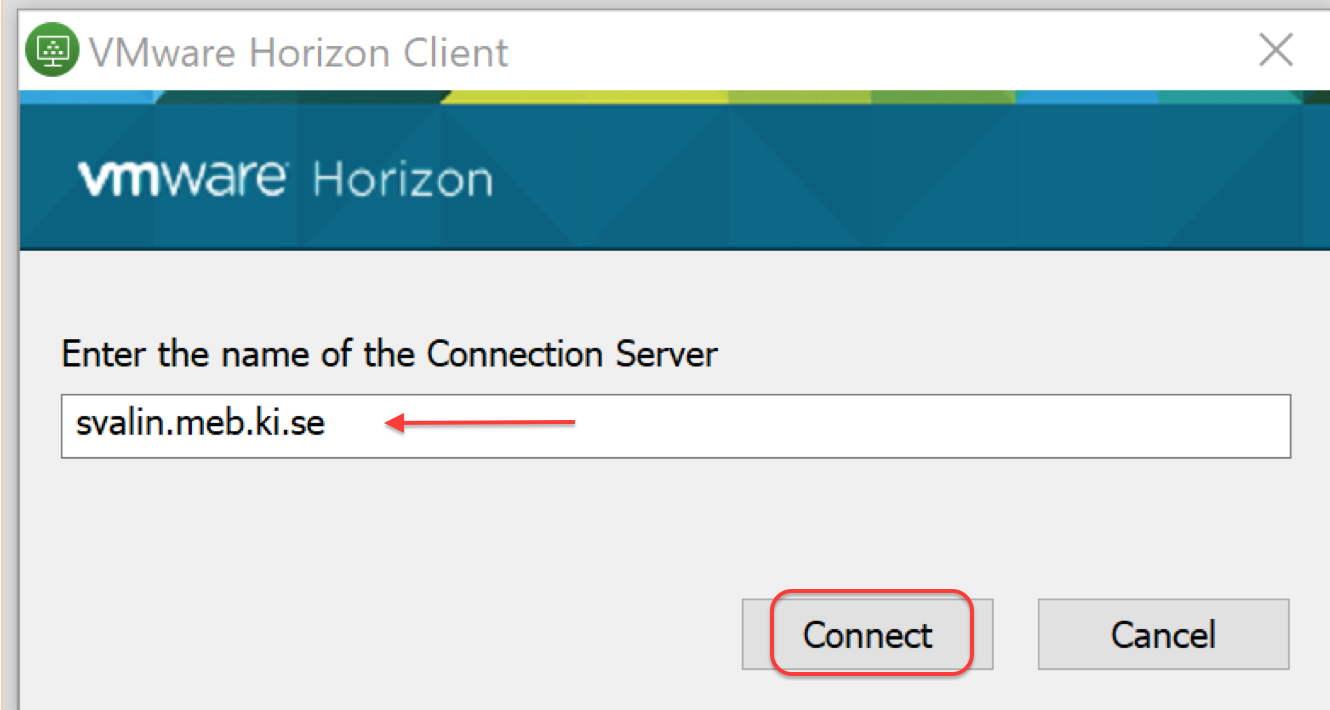 VMware Horizon Client
vmware Horizon
Enter the name of the Connection Server
svalin.meb.ki.se
Connect Cancel